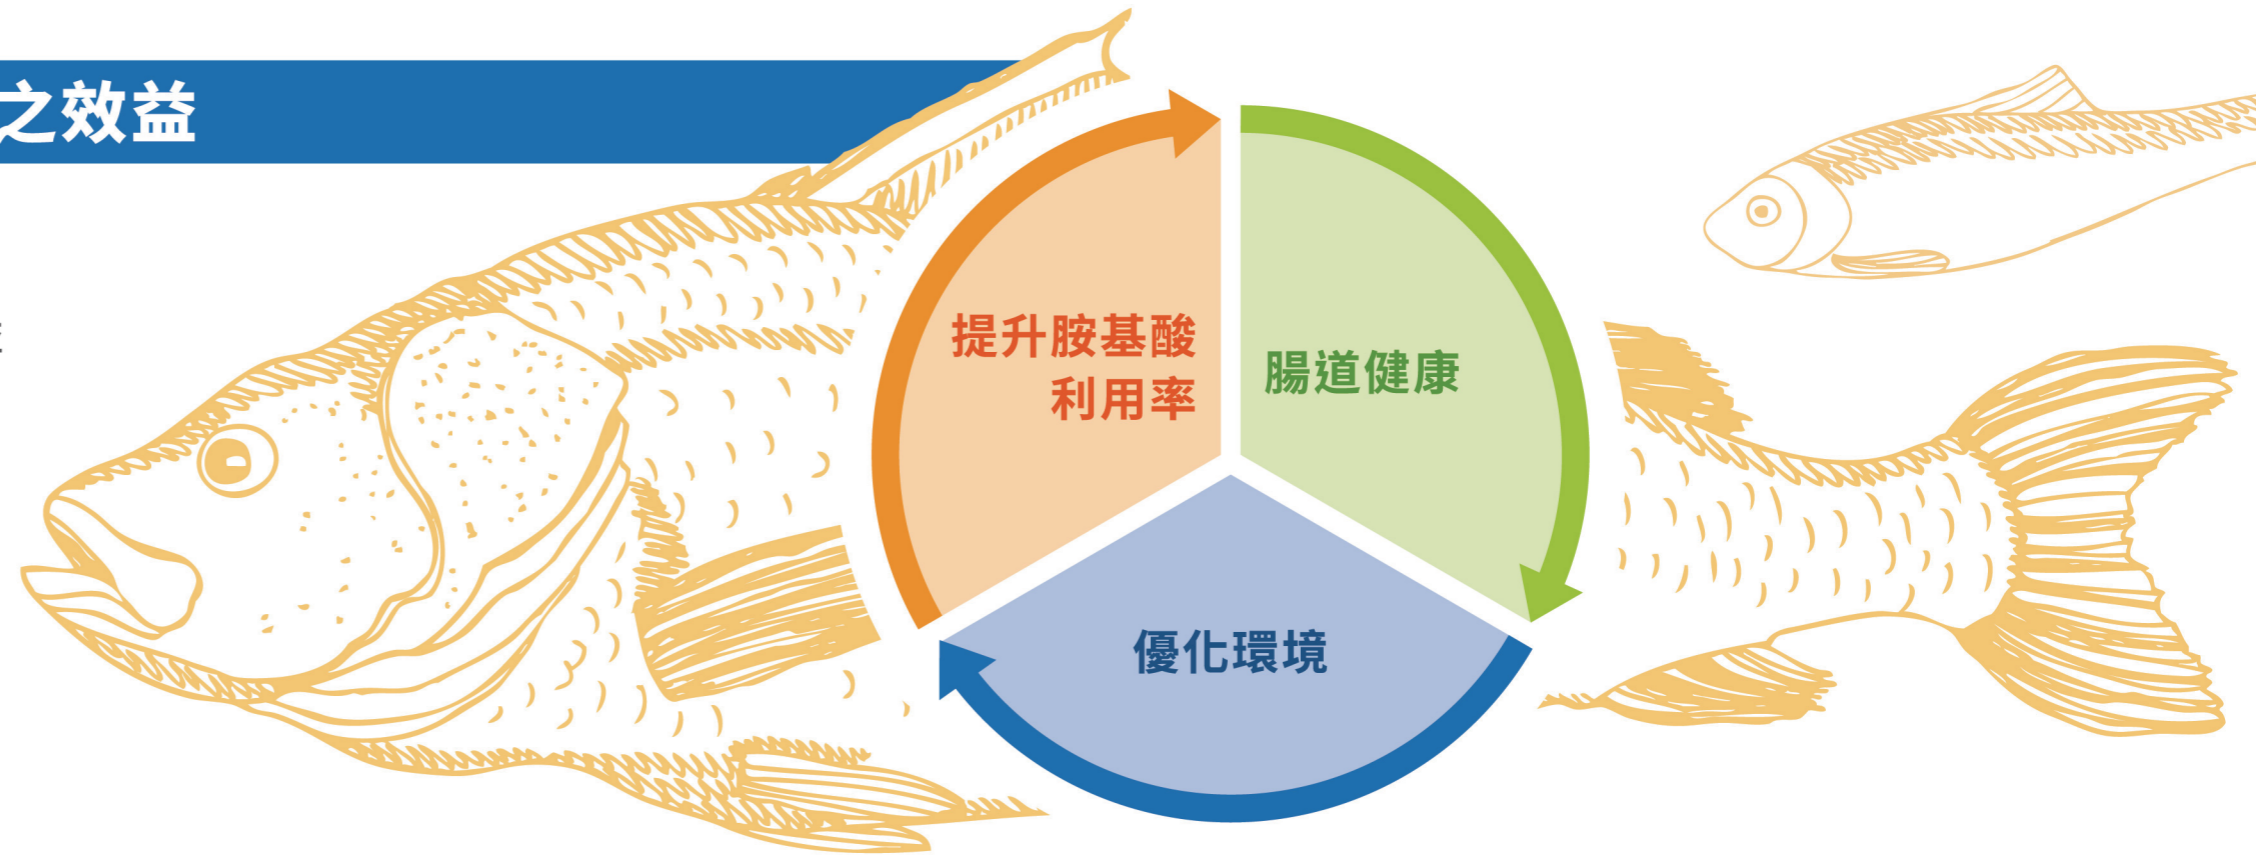 之效益
提升胺基酸
利用率
腸道健康
優化環境